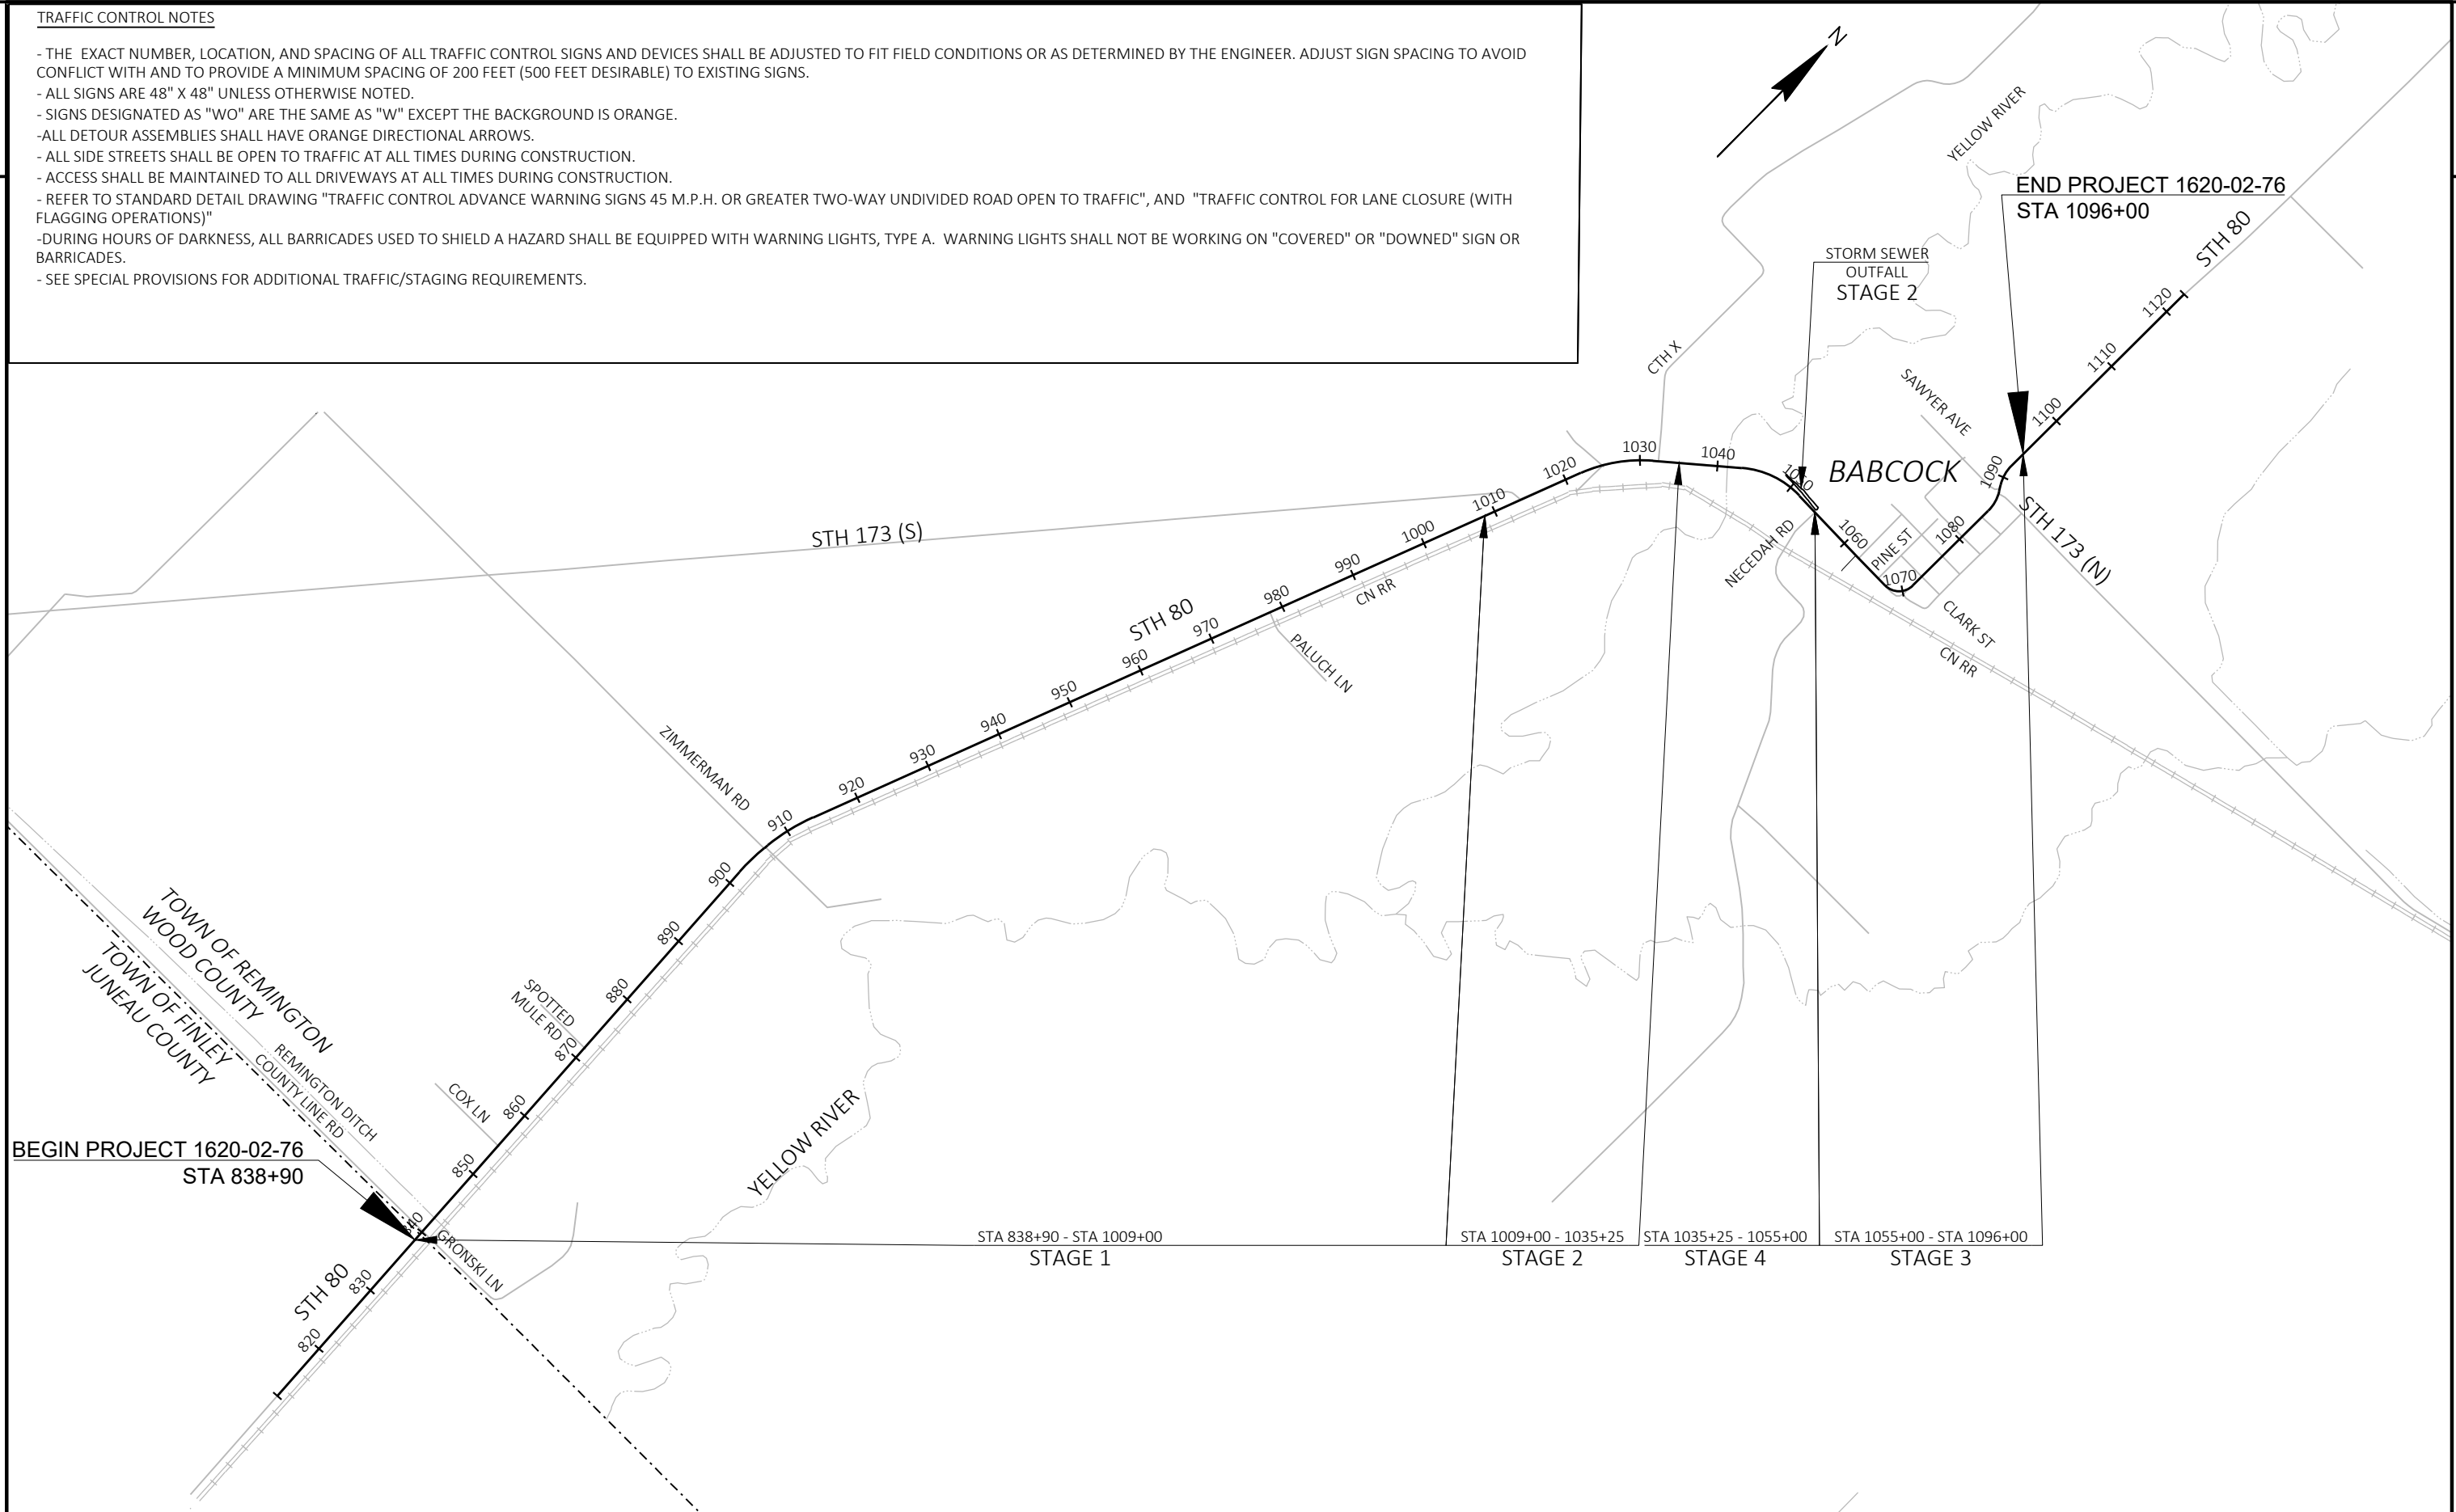 TRAFFIC CONTROL NOTES
- THE EXACT NUMBER, LOCATION, AND SPACING OF ALL TRAFFIC CONTROL SIGNS AND DEVICES SHALL BE ADJUSTED TO FIT FIELD CONDITIONS OR AS DETERMINED BY THE ENGINEER. ADJUST SIGN SPACING TO AVOID
CONFLICT WITH AND TO PROVIDE A MINIMUM SPACING OF 200 FEET (500 FEET DESIRABLE) TO EXISTING SIGNS.
- ALL SIGNS ARE 48" X 48" UNLESS OTHERWISE NOTED.
- SIGNS DESIGNATED AS "WO" ARE THE SAME AS "W" EXCEPT THE BACKGROUND IS ORANGE.
-ALL DETOUR ASSEMBLIES SHALL HAVE ORANGE DIRECTIONAL ARROWS.
- ALL SIDE STREETS SHALL BE OPEN TO TRAFFIC AT ALL TIMES DURING CONSTRUCTION.
- ACCESS SHALL BE MAINTAINED TO ALL DRIVEWAYS AT ALL TIMES DURING CONSTRUCTION.
- REFER TO STANDARD DETAIL DRAWING "TRAFFIC CONTROL ADVANCE WARNING SIGNS 45 M.P.H. OR GREATER TWO-WAY UNDIVIDED ROAD OPEN TO TRAFFIC", AND "TRAFFIC CONTROL FOR LANE CLOSURE (WITH
FLAGGING OPERATIONS)"
-DURING HOURS OF DARKNESS, ALL BARRICADES USED TO SHIELD A HAZARD SHALL BE EQUIPPED WITH WARNING LIGHTS, TYPE A. WARNING LIGHTS SHALL NOT BE WORKING ON "COVERED" OR "DOWNED" SIGN OR
BARRICADES.
- SEE SPECIAL PROVISIONS FOR ADDITIONAL TRAFFIC/STAGING REQUIREMENTS.
N
YELLOW RIVER
END PROJECT 1620-02-76
STA 1096+00
STH 80
STORM SEWER
OUTFALL
STAGE 2
1120
1110
1100
CTH X
SAWYER AVE
1090
BABCOCK
STH 173 (N)
1080
PINE ST
1070
1060
1050
1040
1030
1020
1010
1000
990
980
970
960
950
940
930
920
910
900
890
880
870
860
850
840
830
820
NECEDAH RD
CLARK ST
CN RR
STH 173 (S)
STH 80
CN RR
PALUCH LN
ZIMMERMAN RD
TOWN OF REMINGTON
WOOD COUNTY
TOWN OF FINLEY
JUNEAU COUNTY
SPOTTED
MULE RD
COX LN
REMINGTON DITCH
COUNTY LINE RD
YELLOW RIVER
BEGIN PROJECT 1620-02-76
STA 838+90
GRONSKI LN
STH 80
STA 838+90 - STA 1009+00
STAGE 1
STA 1009+00 - 1035+25
STAGE 2
STA 1035+25 - 1055+00
STAGE 4
STA 1055+00 - STA 1096+00
STAGE 3